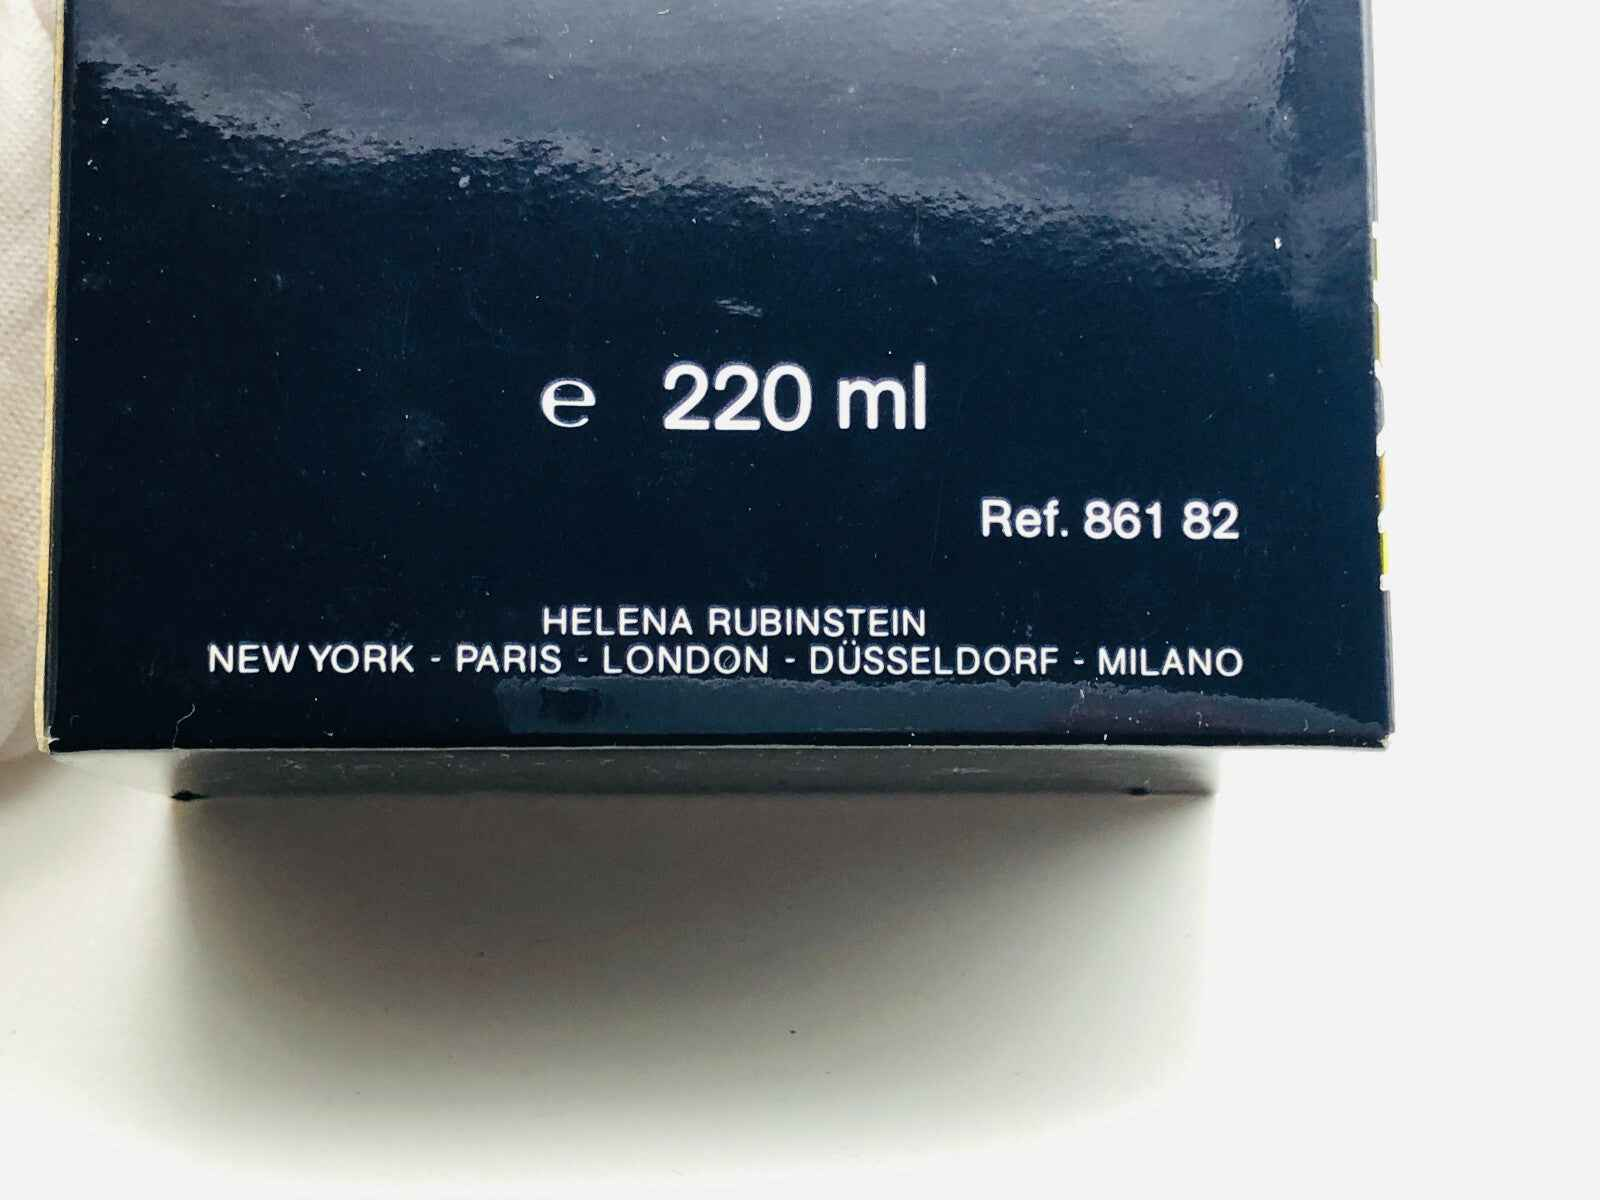 ℮ 220 ml
Ref. 861 82
HELENA RUBINSTEIN
NEW YORK - PARIS - LONDON - DÜSSELDORF - MILANO